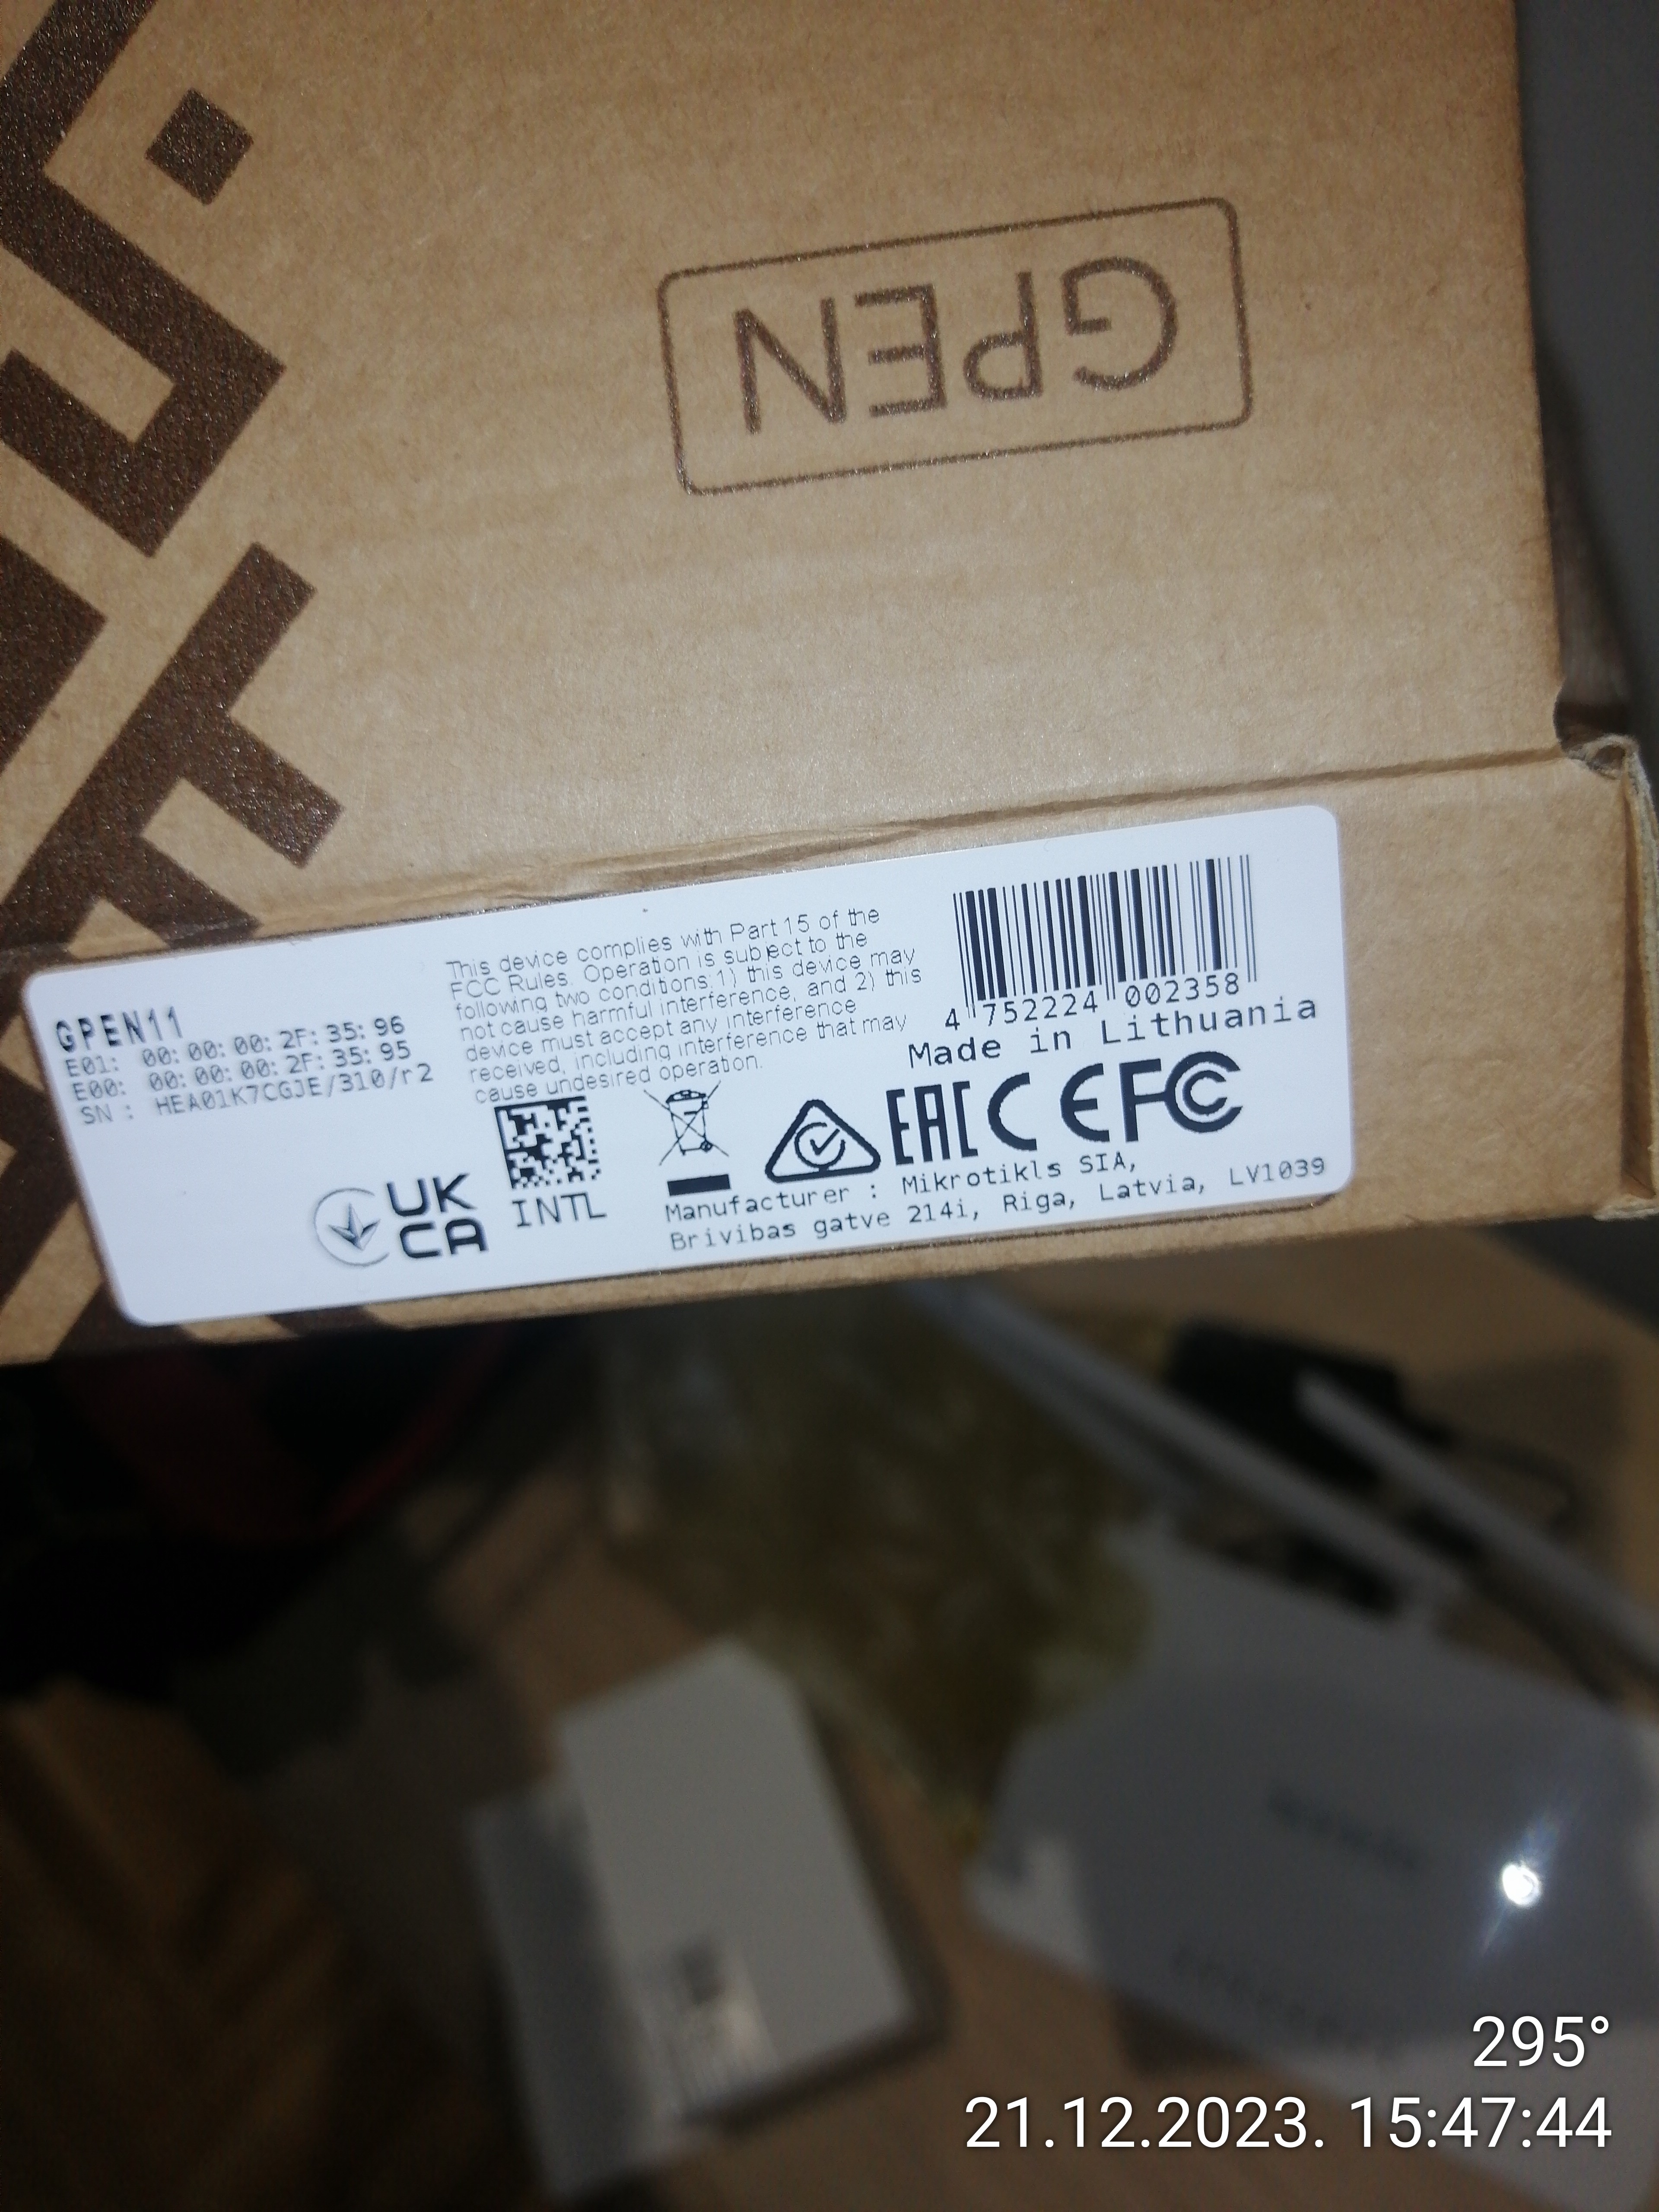 GPEN
GPEN11
E01: 00:00:00:2F:35:96
E00: 00:00:00:2F:35:95
SN : HEA01K7CGJE/310/r2
This device complies with Part 15 of the
FCC Rules. Operation is subject to the
following two conditions:1) this device may
not cause harmful interference, and 2) this
device must accept any interference
received, including interference that may
cause undesired operation.
4 752224 002358
Made in Lithuania
EAC CE FC
UK
CA
INTL
Manufacturer : Mikrotikls SIA,
Brivibas gatve 214i, Riga, Latvia, LV1039
295°
21.12.2023. 15:47:44